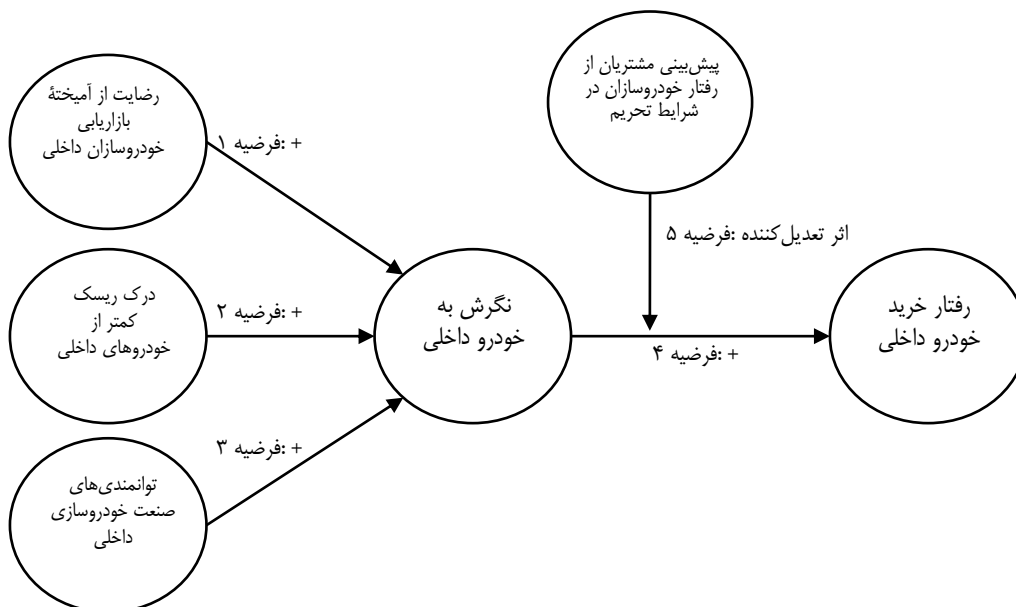 رضایت از آمیختهٔ
بازاریابی
خودروسازان داخلی
فرضیه ۱: +
پیش‌بینی مشتریان از
رفتار خودروسازان در
شرایط تحریم
اثر تعدیل‌کننده :فرضیه ۵
درک ریسک
کمتر از
خودروهای داخلی
فرضیه ۲: +
نگرش به
خودرو داخلی
فرضیه ۴: +
رفتار خرید
خودرو داخلی
فرضیه ۳: +
توانمندی‌های
صنعت خودروسازی
داخلی